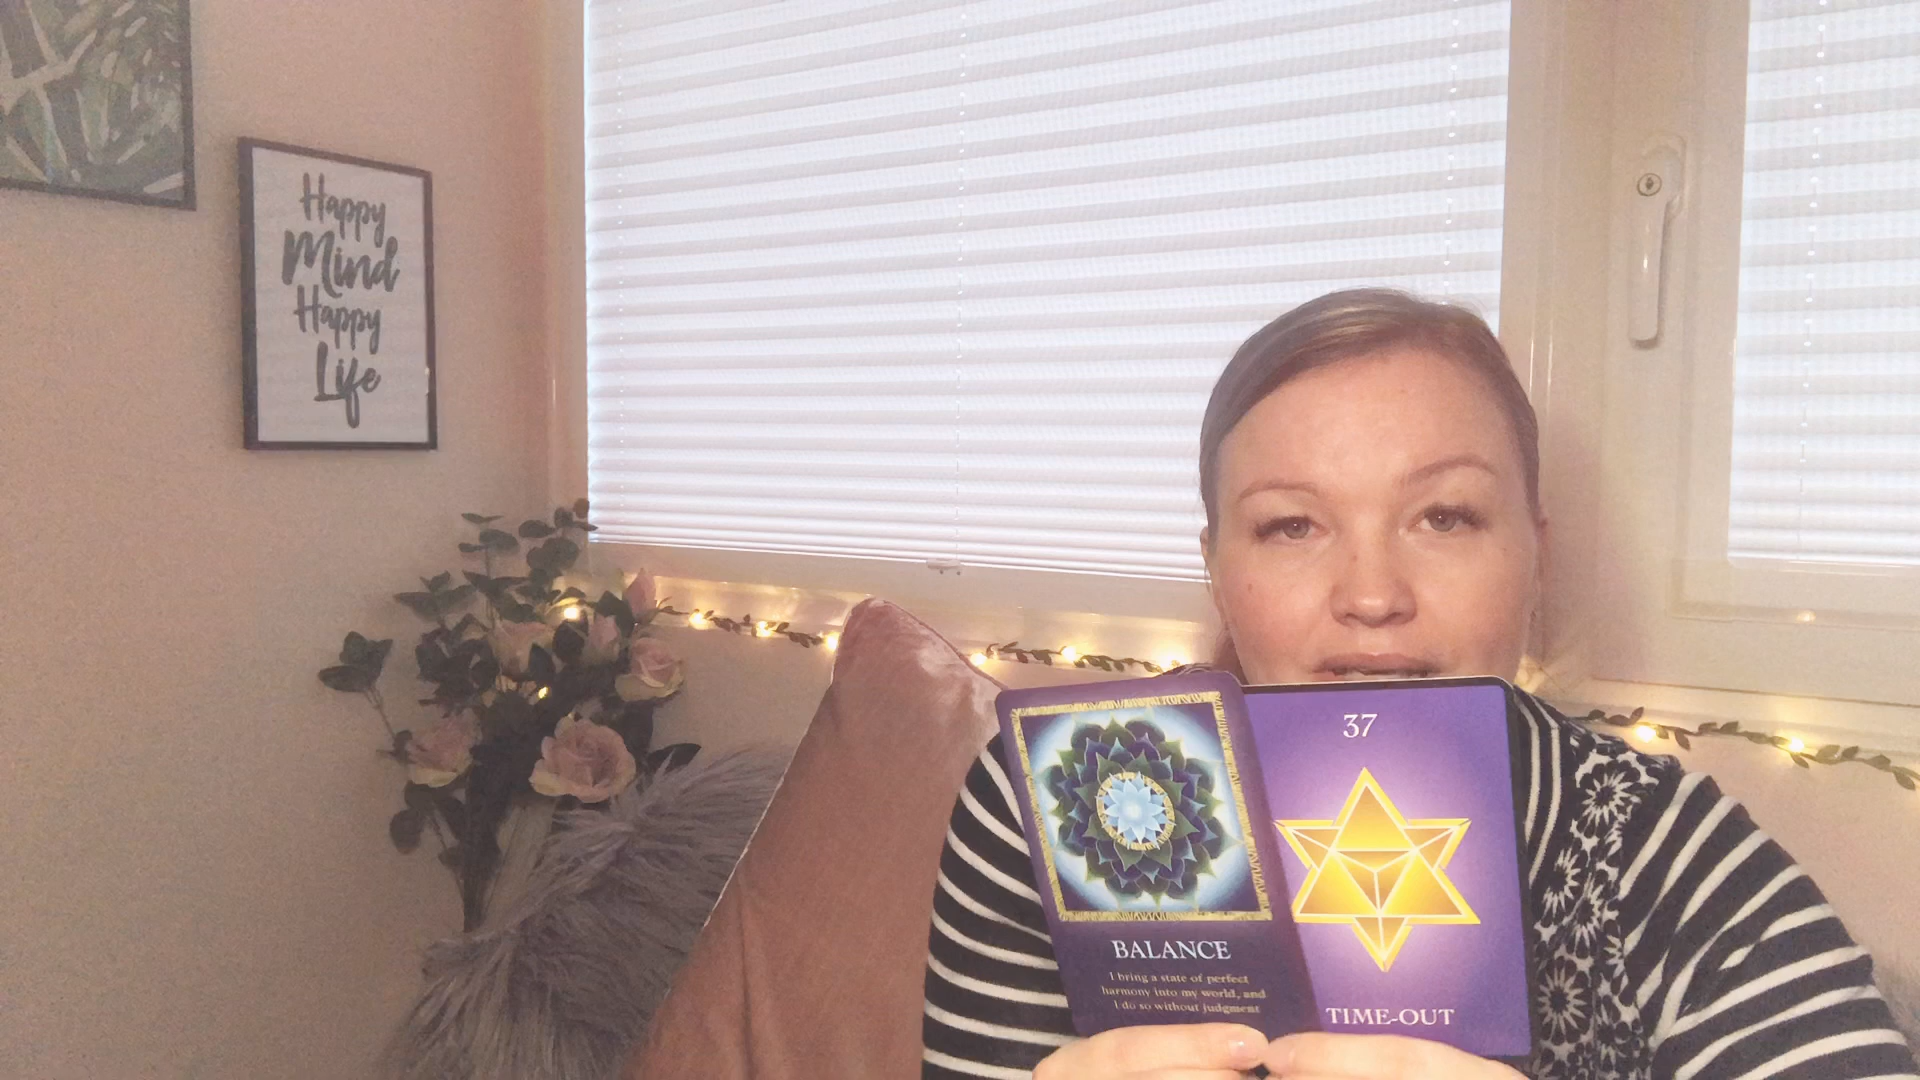 Happy
Mind
Happy
Life
BALANCE
I bring a state of perfect
harmony into my world, and
I do so without judgment
37
TIME-OUT